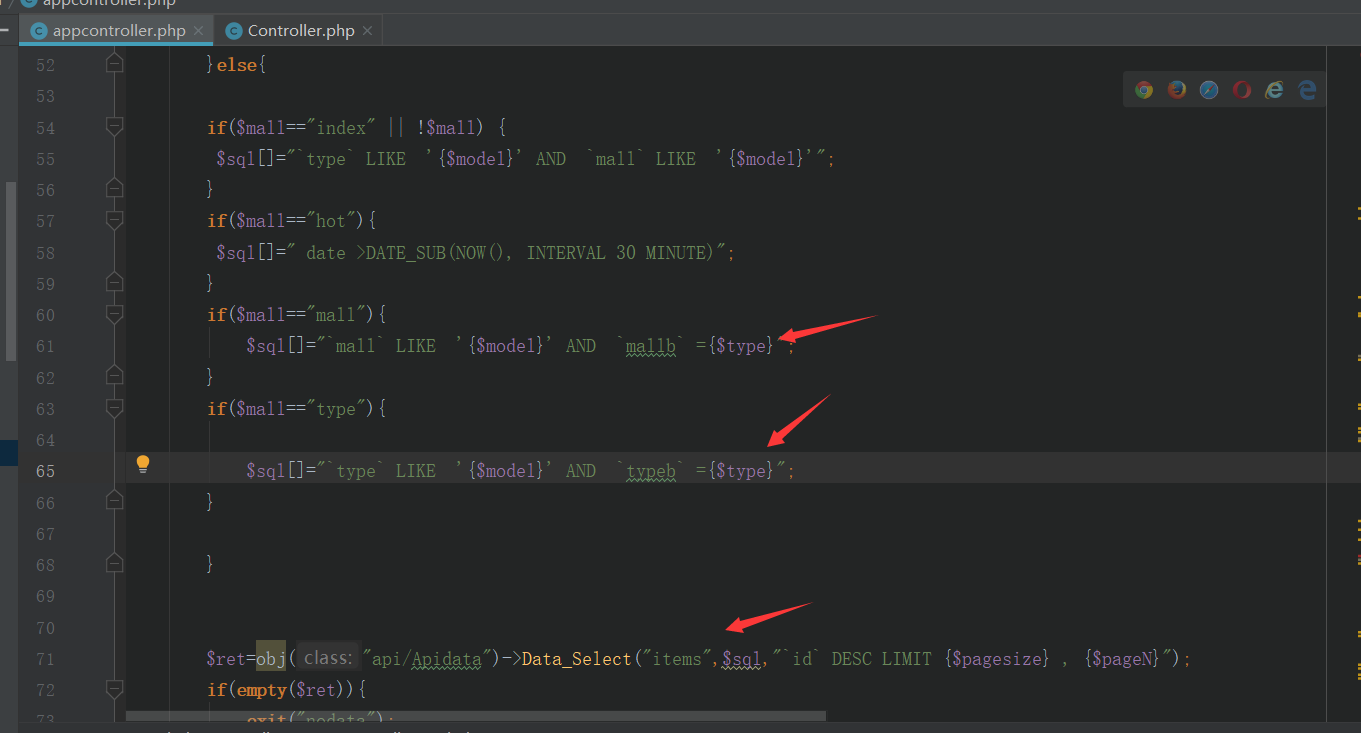 appcontroller.php
appcontroller.php × Controller.php ×
52 }else{
53
54 if($mall=="index" || !$mall) {
55 $sql[]="`type` LIKE '{$model}' AND `mall` LIKE '{$model}'";
56 }
57 if($mall=="hot"){
58 $sql[]=" date >DATE_SUB(NOW(), INTERVAL 30 MINUTE)";
59 }
60 if($mall=="mall"){
61 $sql[]="`mall` LIKE '{$model}' AND `mallb` ={$type}";
62 }
63 if($mall=="type"){
64
65 $sql[]="`type` LIKE '{$model}' AND `typeb` ={$type}";
66 }
67
68 }
69
70
71 $ret=obj( class: "api/Apidata")->Data_Select("items",$sql,"`id` DESC LIMIT {$pagesize} , {$pageN}");
72 if(empty($ret)){
73 exit("nodata");